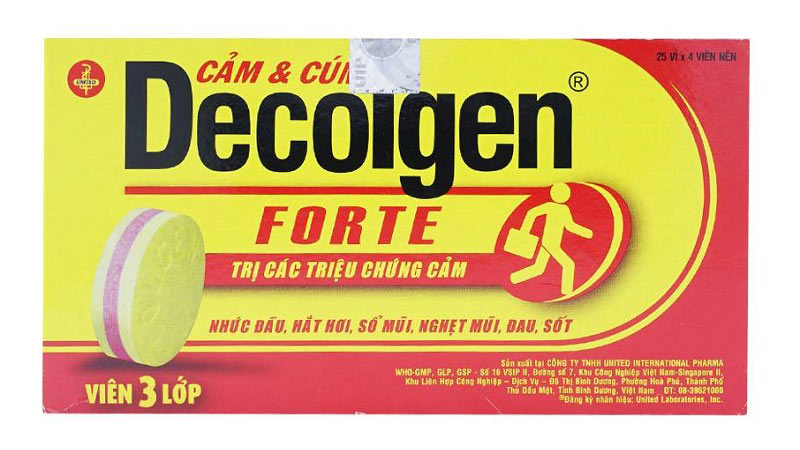 UNITED
CẢM & CÚM
25 VỈ x 4 VIÊN NÉN
Decolgen®
FORTE
TRỊ CÁC TRIỆU CHỨNG CẢM
NHỨC ĐẦU, HẮT HƠI, SỔ MŨI, NGHẸT MŨI, ĐAU, SỐT
VIÊN 3 LỚP
Sản xuất tại CÔNG TY TNHH UNITED INTERNATIONAL PHARMA
WHO-GMP, GLP, GSP - Số 16 VSIP II, Đường số 7, Khu Công Nghiệp Việt Nam-Singapore II,
Khu Liên Hợp Công Nghiệp - Dịch Vụ - Đô Thị Bình Dương, Phường Hoà Phú, Thành Phố
Thủ Dầu Một, Tỉnh Bình Dương, Việt Nam ĐT: 08-39621000
®Đăng ký nhãn hiệu: United Laboratories, Inc.